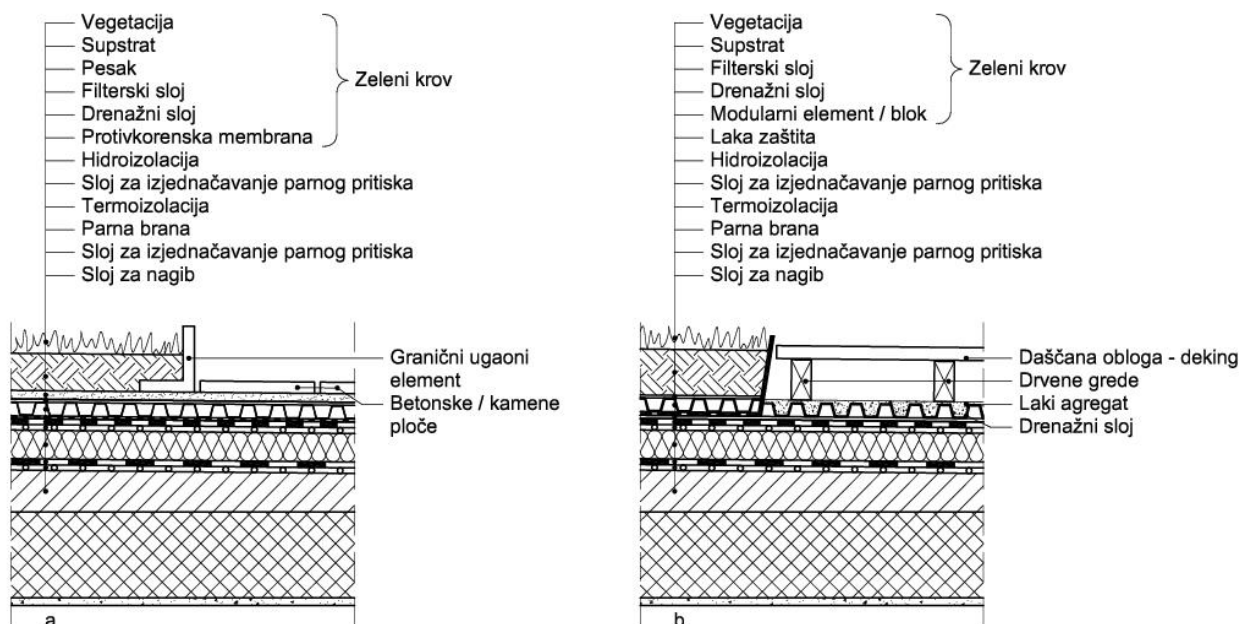 Vegetacija
Supstrat
Pesak
Filterski sloj
Drenažni sloj
Protivkorenska membrana
Zeleni krov
Hidroizolacija
Sloj za izjednačavanje parnog pritiska
Termoizolacija
Parna brana
Sloj za izjednačavanje parnog pritiska
Sloj za nagib
Granični ugaoni
element
Betonske / kamene
ploče
a
Vegetacija
Supstrat
Filterski sloj
Drenažni sloj
Modularni element / blok
Zeleni krov
Laka zaštita
Hidroizolacija
Sloj za izjednačavanje parnog pritiska
Termoizolacija
Parna brana
Sloj za izjednačavanje parnog pritiska
Sloj za nagib
Daščana obloga - deking
Drvene grede
Laki agregat
Drenažni sloj
b